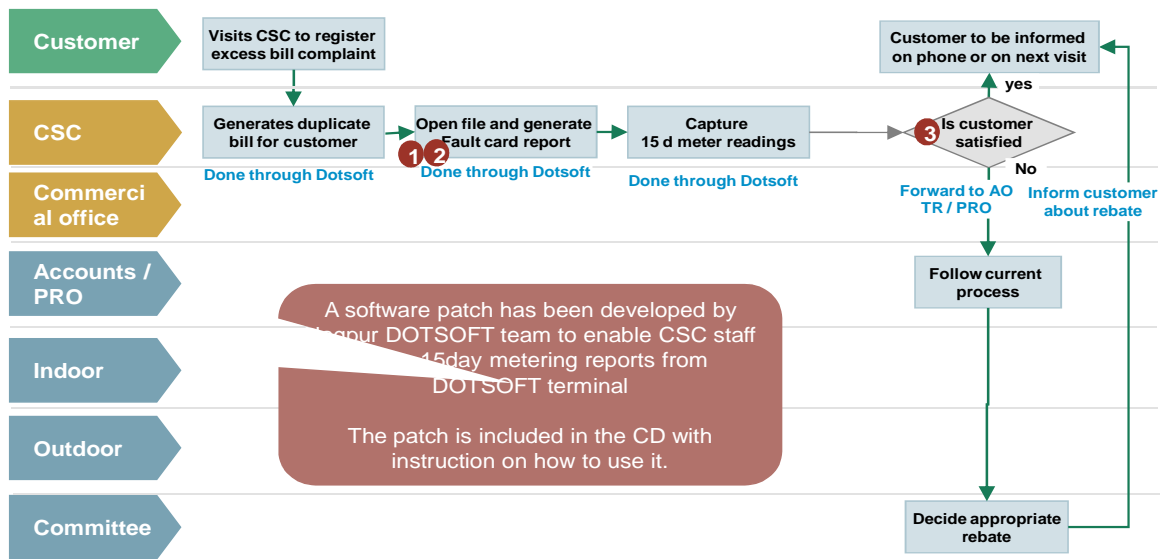 Customer
Visits CSC to register
excess bill complaint
Customer to be informed
on phone or on next visit
yes
CSC
Generates duplicate
bill for customer
Open file and generate
Fault card report
1 2
Capture
15 d meter readings
3
Is customer
satisfied
No
Done through Dotsoft
Done through Dotsoft
Done through Dotsoft
Commerci
al office
Forward to AO
TR / PRO
Inform customer
about rebate
Accounts /
PRO
Follow current
process
A software patch has been developed by
DOTSOFT team to enable CSC staff
15day metering reports from
DOTSOFT terminal
The patch is included in the CD with
instruction on how to use it.
Indoor
Outdoor
Committee
Decide appropriate
rebate